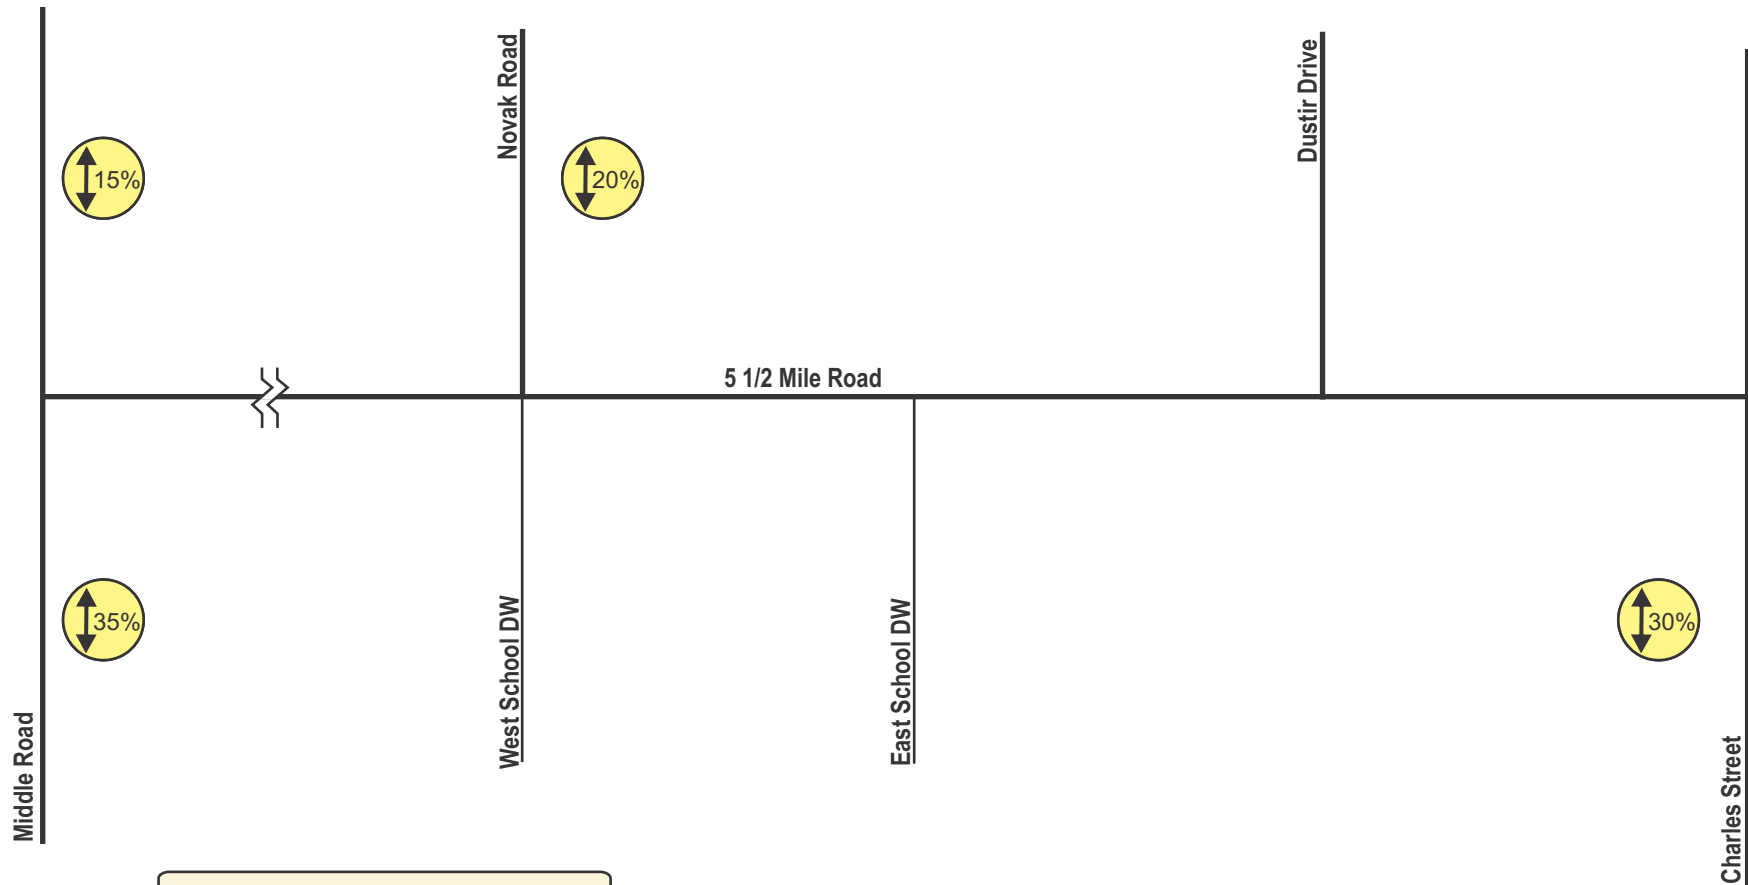 Novak Road
Dustir Drive
15%
20%
5 1/2 Mile Road
35%
30%
West School DW
East School DW
Middle Road
Charles Street